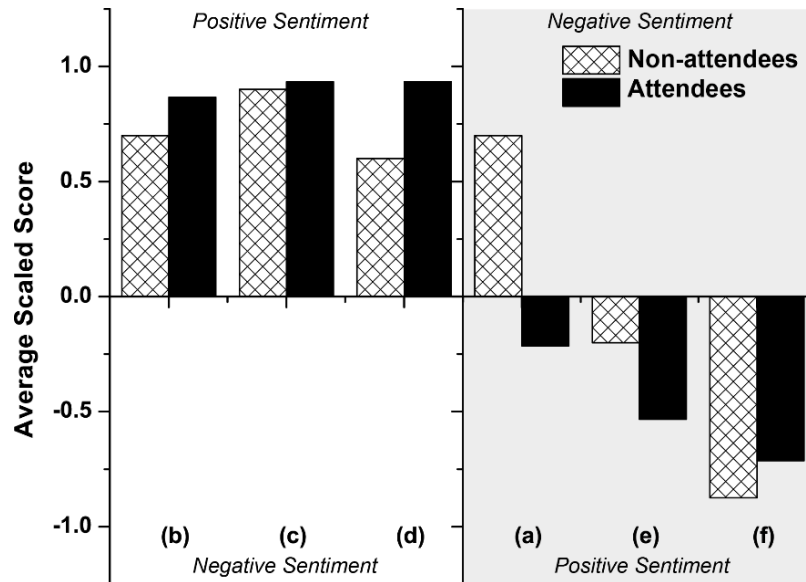 Positive Sentiment
Negative Sentiment
Non-attendees
Attendees
Average Scaled Score
1.0
0.5
0.0
-0.5
-1.0
(b)
(c)
(d)
(a)
(e)
(f)
Negative Sentiment
Positive Sentiment